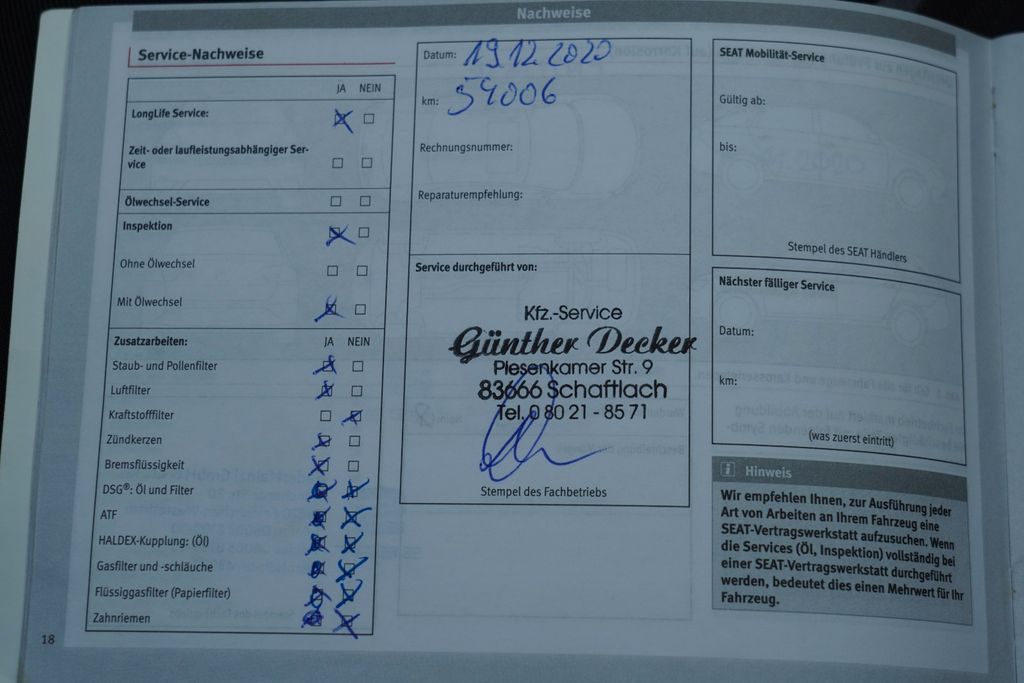 Nachweise
Service-Nachweise
JA NEIN
LongLife Service:
Zeit- oder laufleistungsabhängiger Ser-
vice
Ölwechsel-Service
Inspektion
Ohne Ölwechsel
Mit Ölwechsel
Zusatzarbeiten: JA NEIN
Staub- und Pollenfilter
Luftfilter
Kraftstofffilter
Zündkerzen
Bremsflüssigkeit
DSG®: Öl und Filter
ATF
HALDEX-Kupplung: (Öl)
Gasfilter und -schläuche
Flüssiggasfilter (Papierfilter)
Zahnriemen
18
Datum: 19.12.2020
km: 54006
Rechnungsnummer:
Reparaturempfehlung:
Service durchgeführt von:
Kfz.-Service
Günther Decker
Piesenkamer Str. 9
83666 Schaftlach
Tel. 0 80 21 - 85 71
Stempel des Fachbetriebs
SEAT Mobilität-Service
Gültig ab:
bis:
Stempel des SEAT Händlers
Nächster fälliger Service
Datum:
km:
(was zuerst eintritt)
i Hinweis
Wir empfehlen Ihnen, zur Ausführung jeder
Art von Arbeiten an Ihrem Fahrzeug eine
SEAT-Vertragswerkstatt aufzusuchen. Wenn
die Services (Öl, Inspektion) vollständig bei
einer SEAT-Vertragswerkstatt durchgeführt
werden, bedeutet dies einen Mehrwert für Ihr
Fahrzeug.